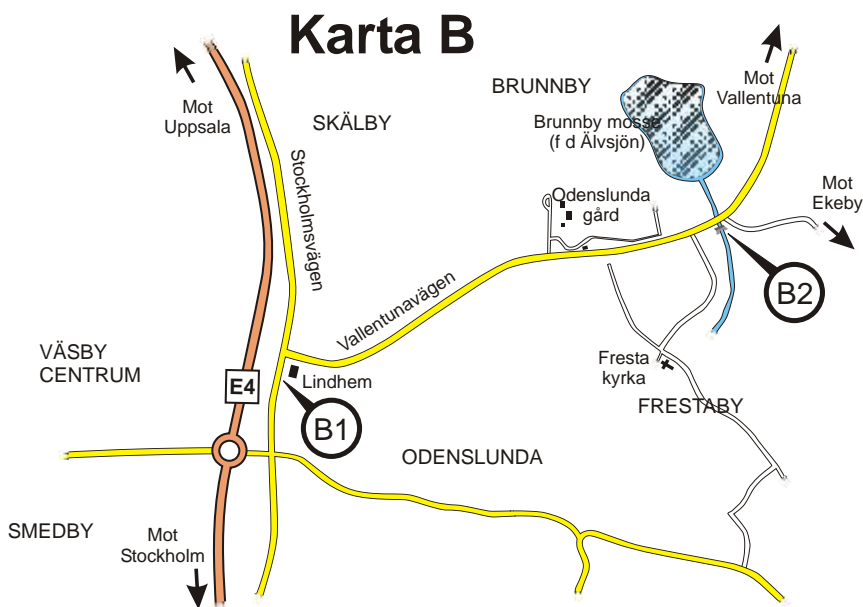 Karta B
Mot
Uppsala
SKÄLBY
BRUNNBY
Mot
Vallentuna
Brunnby mosse
(f d Älvsjön)
Stockholmsvägen
Odenslunda
gård
Mot
Ekeby
Vallentunavägen
B2
VÄSBY
CENTRUM
E4
Lindhem
Fresta
kyrka
B1
FRESTABY
ODENSLUNDA
SMEDBY
Mot
Stockholm